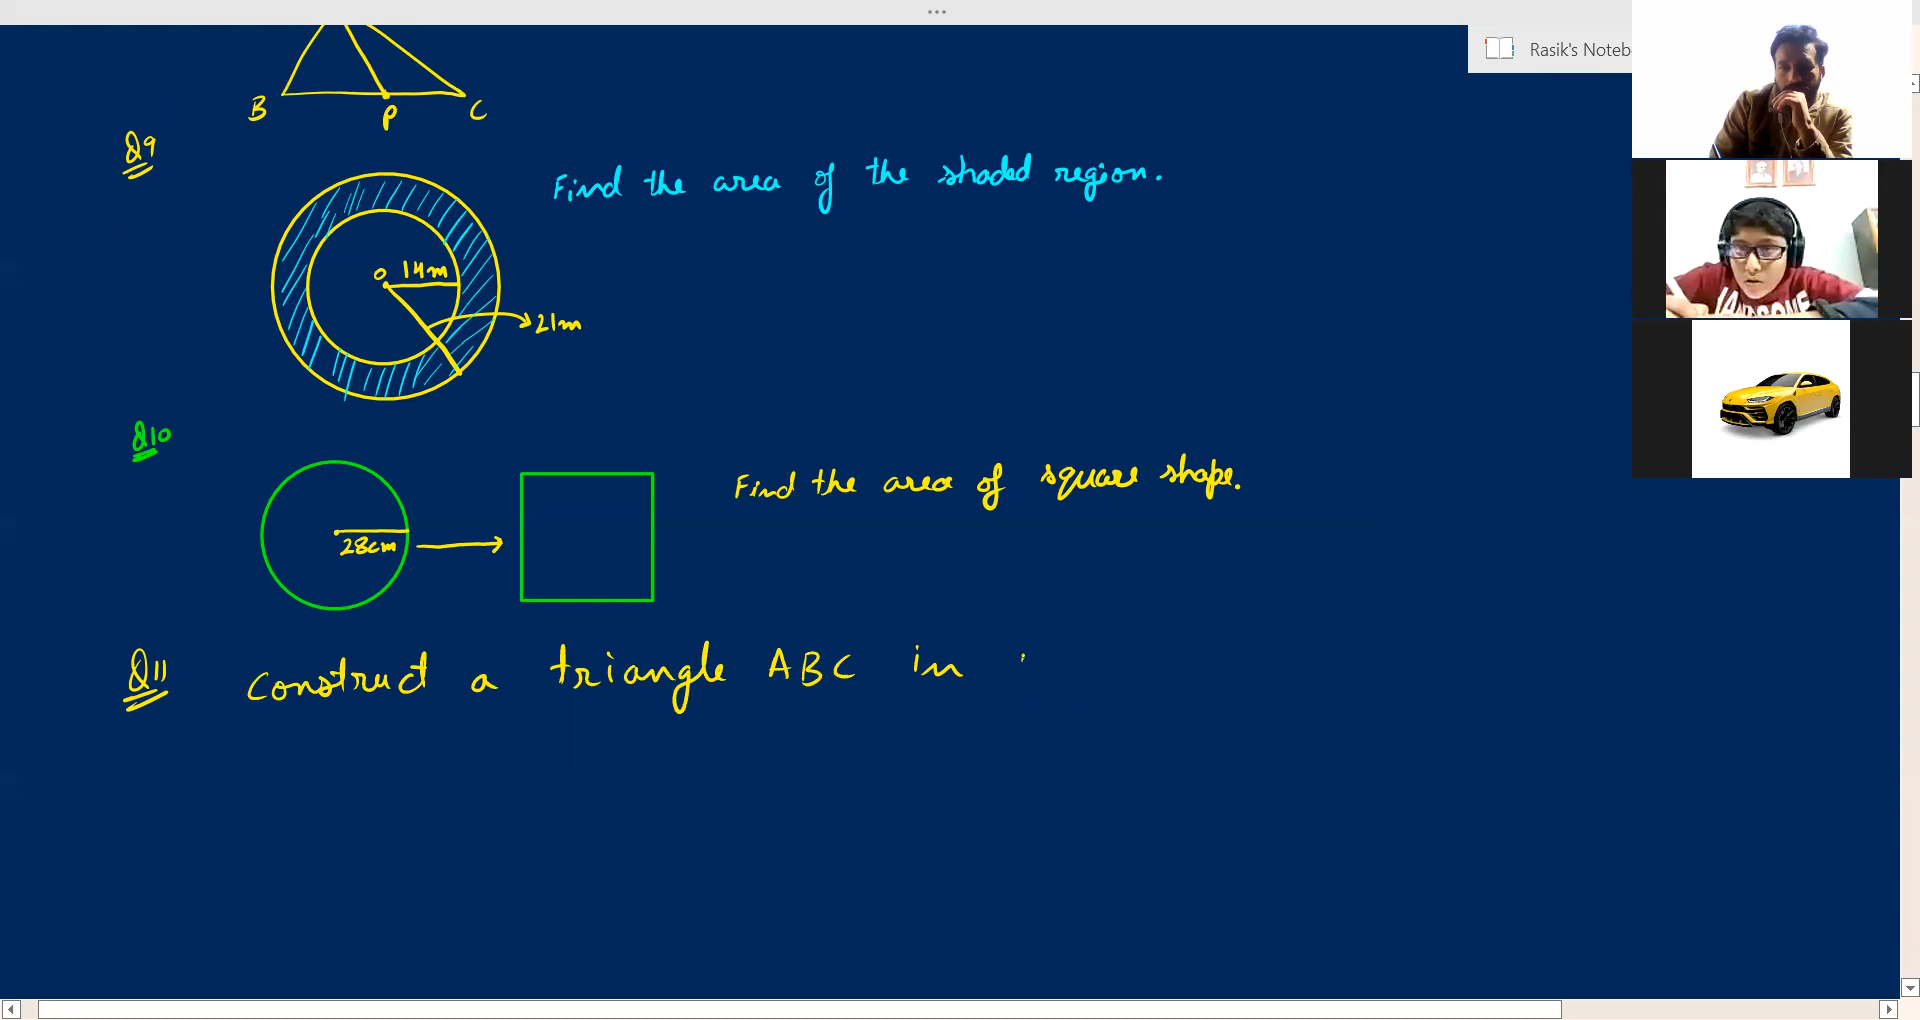 Rasik's Noteb
B P C
Q9
Find the area of the shaded region.
O 14m
21m
Q10
Find the area of square shape.
28cm
Q11 Construct a triangle ABC in